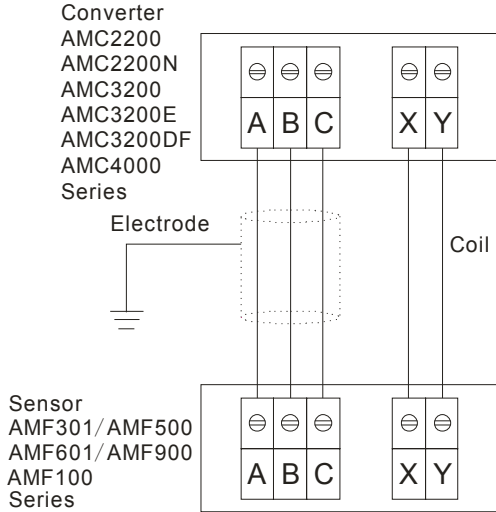 Converter
AMC2200
AMC2200N
AMC3200
AMC3200E
AMC3200DF
AMC4000
Series
A B C X Y
Electrode
Coil
Sensor
AMF301/AMF500
AMF601/AMF900
AMF100
Series
A B C X Y